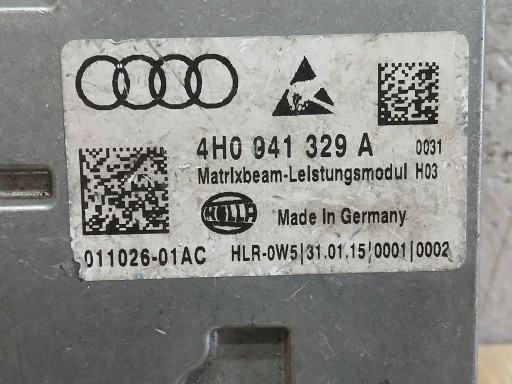 4H0 941 329 A 0031
Matrixbeam-Leistungsmodul H03
HELLA Made In Germany
011026-01AC HLR-0W5|31.01.15|0001|0002